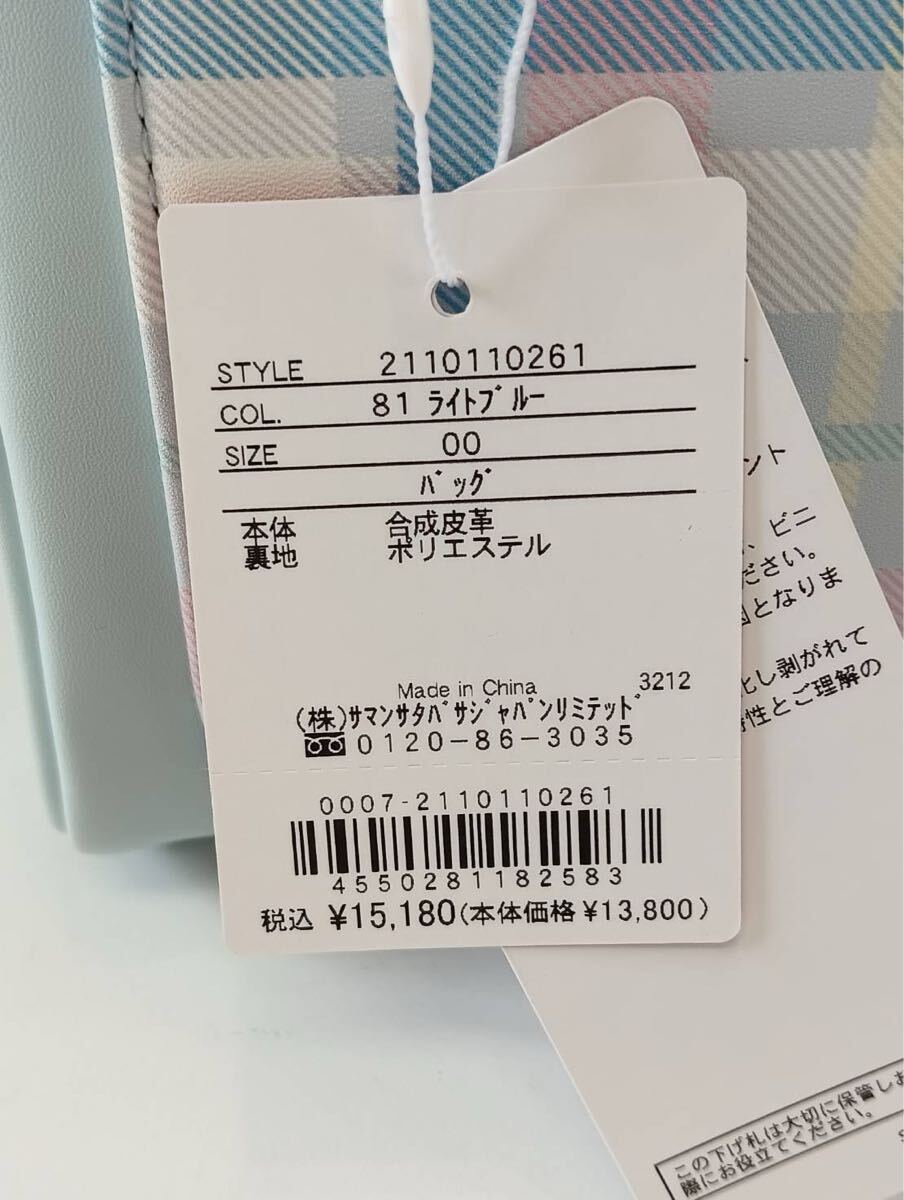 STYLE 2110110261
COL. 81 ﾗｲﾄﾌﾞﾙｰ
SIZE 00
ﾊﾞｯｸﾞ
本体 合成皮革
裏地 ポリエステル
Made in China 3212
(株)ｻﾏﾝｻﾀﾊﾞｻｼﾞｬﾊﾟﾝﾘﾐﾃｯﾄﾞ
0120-86-3035
0007-2110110261
4550281182583
税込 ¥15,180(本体価格 ¥13,800)
ント
、ビニ
ださい。
因となりま
化し剥がれて
特性とご理解の
この下げ札は大切に保管しお
際にお役立てください。